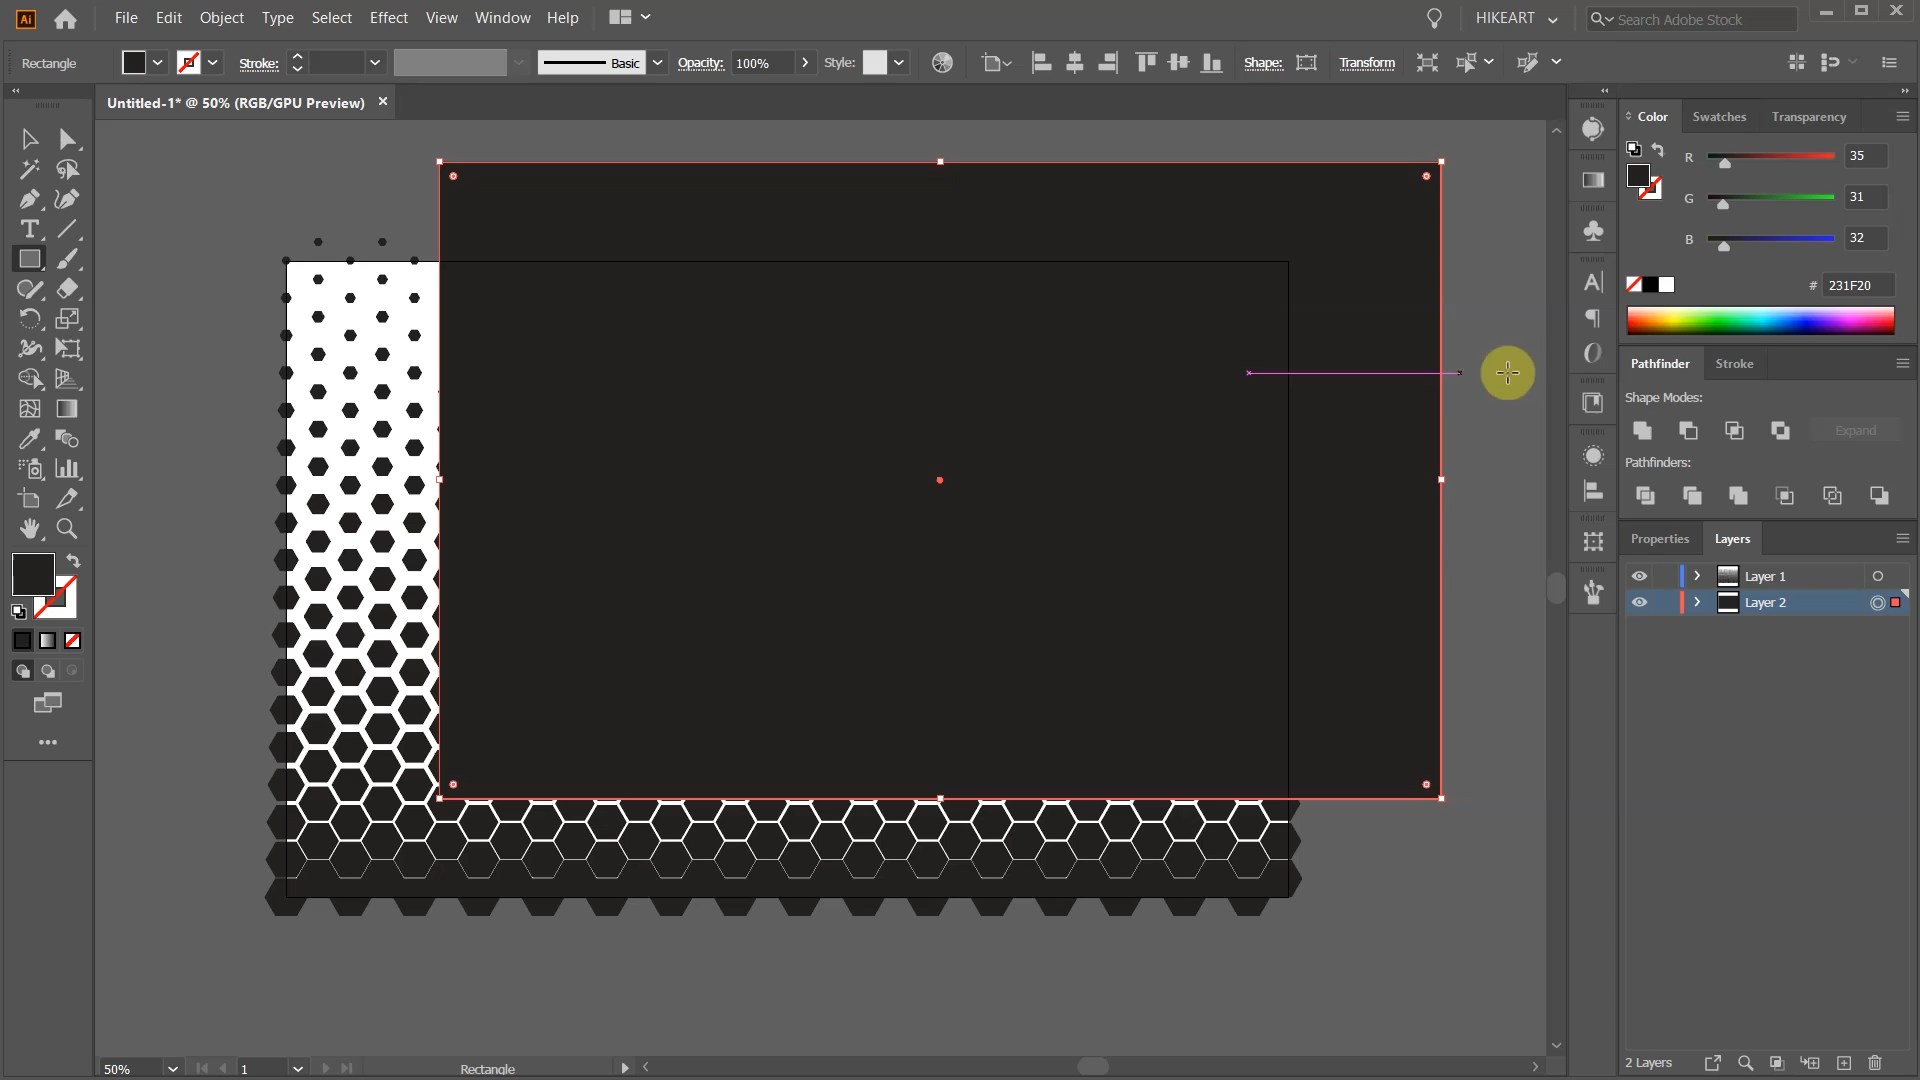 Ai File Edit Object Type Select Effect View Window Help HIKEART Search Adobe Stock
Rectangle Stroke: Basic Opacity: 100% Style: Shape: Transform
Untitled-1* @ 50% (RGB/GPU Preview)
Color Swatches Transparency
R 35
G 31
B 32
# 231F20
Pathfinder Stroke
Shape Modes:
Expand
Pathfinders:
Properties Layers
Layer 1
Layer 2
2 Layers
50% 1 Rectangle